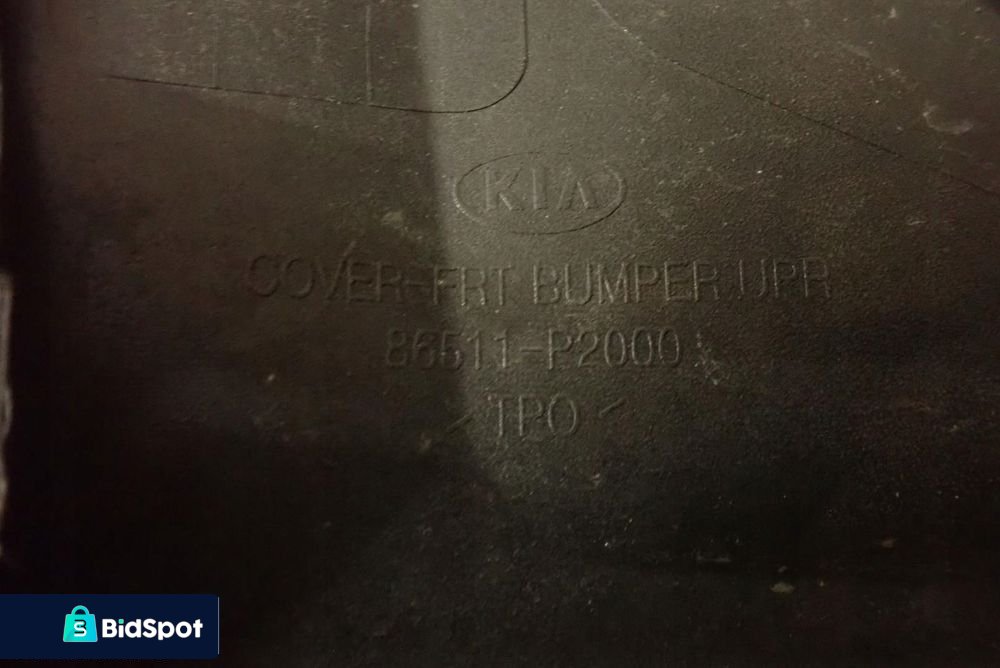 KIA
COVER-FRT BUMPER UPR
86511-P2000
> TPO <
BidSpot